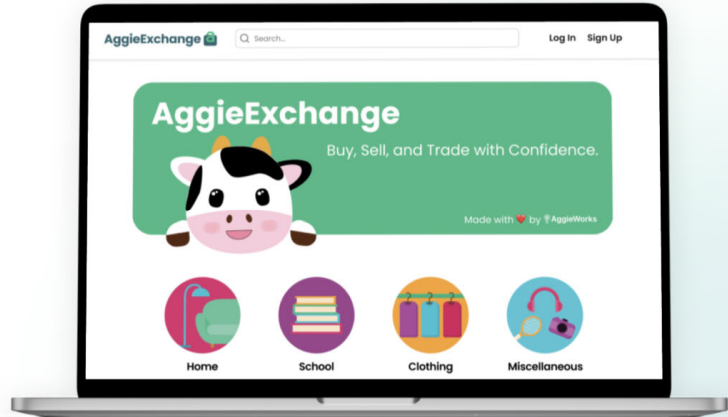 AggieExchange
Search...
Log In Sign Up
AggieExchange
Buy, Sell, and Trade with Confidence.
Made with ❤️ by AggieWorks
Home
School
Clothing
Miscellaneous